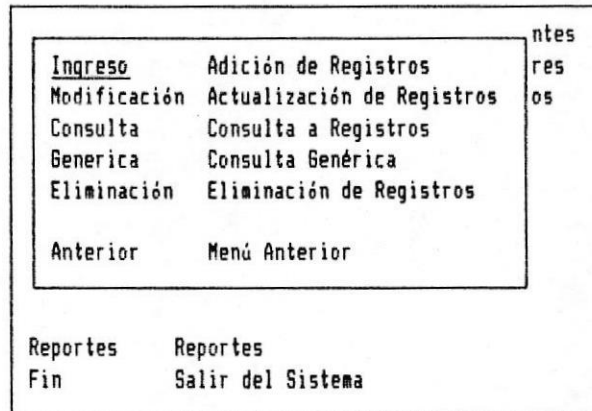 ntes
Ingreso Adición de Registros res
Modificación Actualización de Registros os
Consulta Consulta a Registros
Generica Consulta Genérica
Eliminación Eliminación de Registros
Anterior Menú Anterior
Reportes Reportes
Fin Salir del Sistema